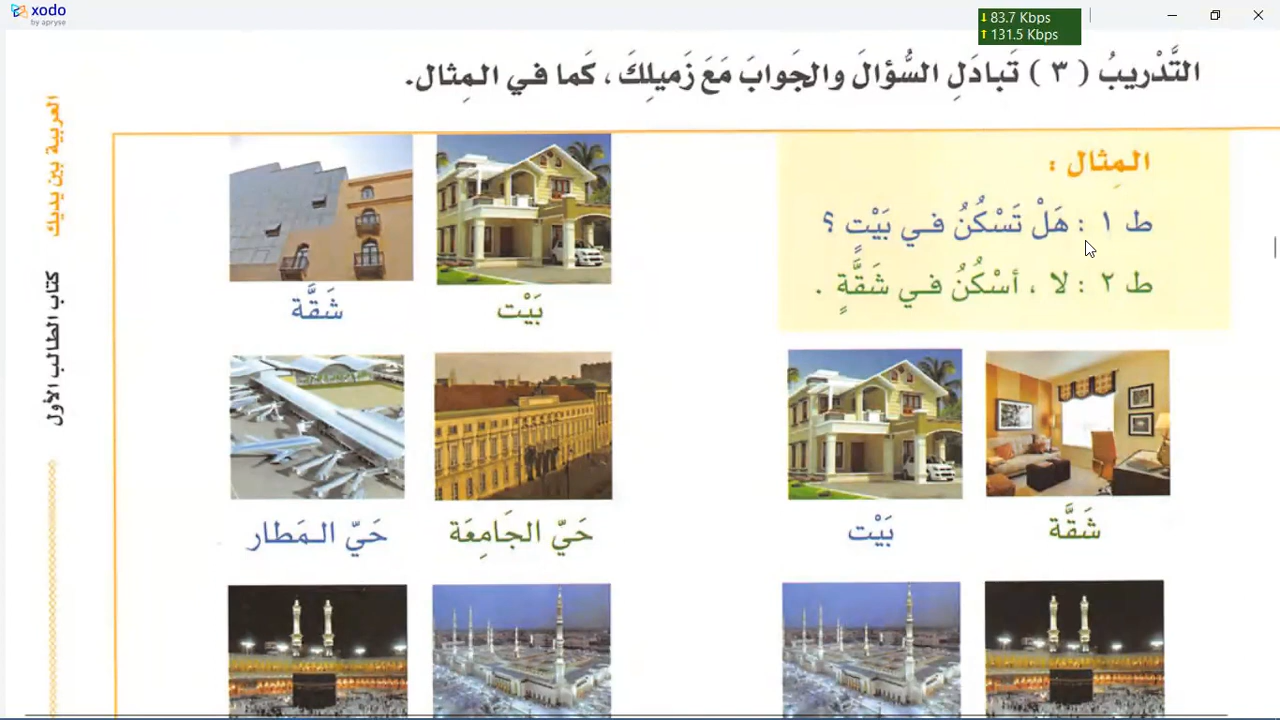 xodo
by apryse
↓ 83.7 Kbps
↑ 131.5 Kbps
التَّدْرِيبُ ( ٣ ) تَبادَلِ السُّؤالَ والجَوابَ مَعَ زَمِيلِكَ ، كَما في المِثال.
المِثال :
ط ١ : هَلْ تَسْكُنُ في بَيْتٍ ؟
ط ٢ : لا ، أسْكُنُ في شَقَّةٍ .
بَيْت
شَقَّة
شَقَّة
بَيْت
حَيّ الجَامِعَة
حَيّ المَطار
العربية بين يديك
كتاب الطالب الأول